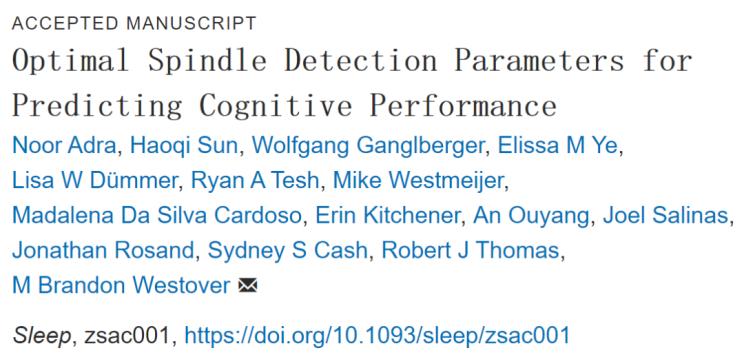 ACCEPTED MANUSCRIPT
Optimal Spindle Detection Parameters for
Predicting Cognitive Performance
Noor Adra, Haoqi Sun, Wolfgang Ganglberger, Elissa M Ye,
Lisa W Dümmer, Ryan A Tesh, Mike Westmeijer,
Madalena Da Silva Cardoso, Erin Kitchener, An Ouyang, Joel Salinas,
Jonathan Rosand, Sydney S Cash, Robert J Thomas,
M Brandon Westover
Sleep, zsac001, https://doi.org/10.1093/sleep/zsac001